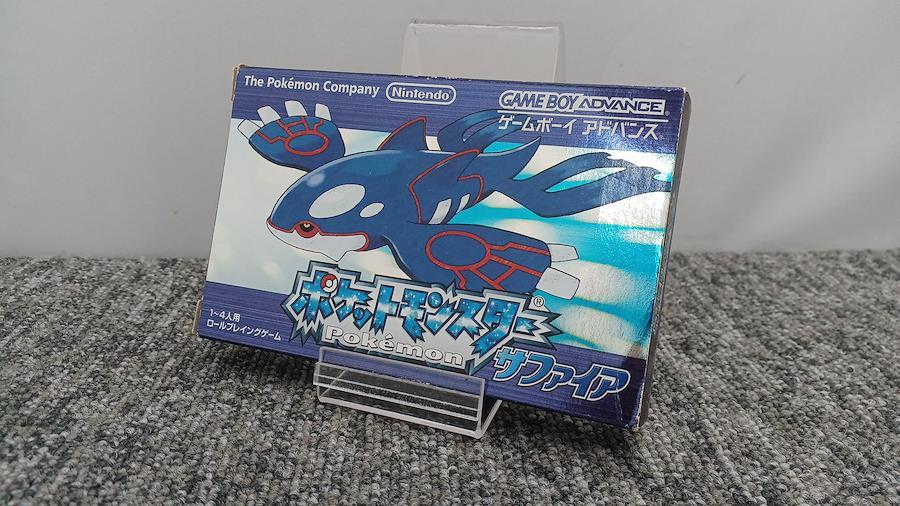 The Pokémon Company
Nintendo
GAME BOY ADVANCE
ゲームボーイ アドバンス
ポケットモンスター®
Pokémon
サファイア
1~4人用
ロールプレイングゲーム